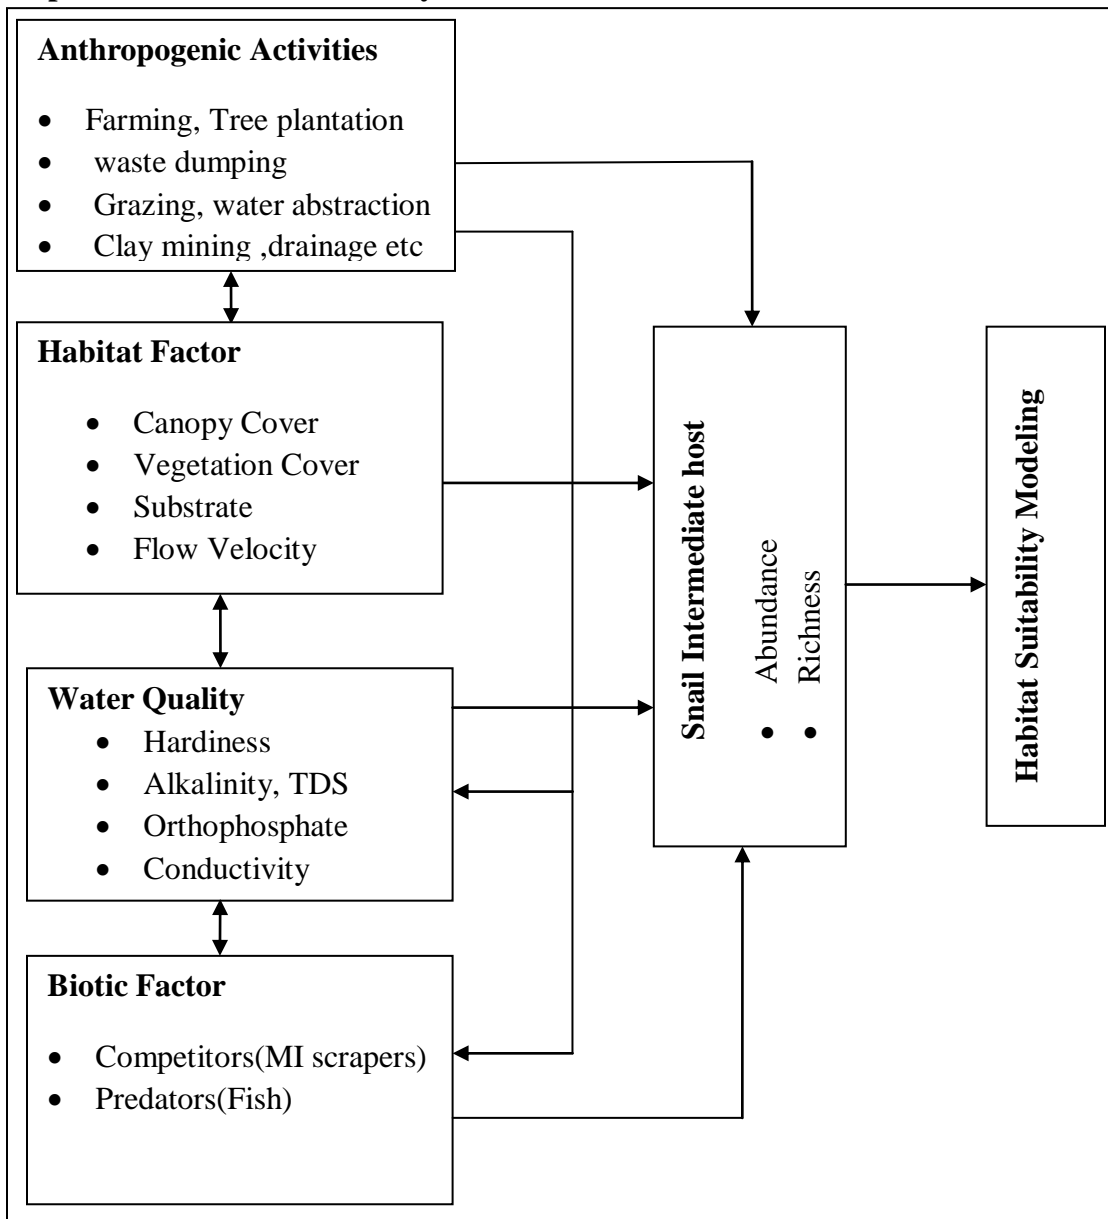 Anthropogenic Activities
• Farming, Tree plantation
• waste dumping
• Grazing, water abstraction
• Clay mining ,drainage etc
Habitat Factor
• Canopy Cover
• Vegetation Cover
• Substrate
• Flow Velocity
Water Quality
• Hardiness
• Alkalinity, TDS
• Orthophosphate
• Conductivity
Biotic Factor
• Competitors(MI scrapers)
• Predators(Fish)
Snail Intermediate host
• Abundance
• Richness
Habitat Suitability Modeling